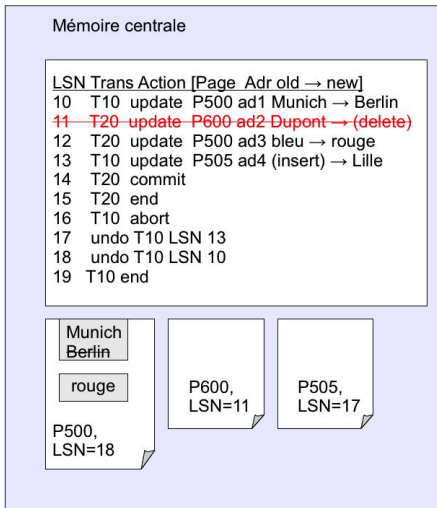 Mémoire centrale
LSN Trans Action [Page Adr old → new]
10 T10 update P500 ad1 Munich → Berlin
11 T20 update P600 ad2 Dupont → (delete)
12 T20 update P500 ad3 bleu → rouge
13 T10 update P505 ad4 (insert) → Lille
14 T20 commit
15 T20 end
16 T10 abort
17 undo T10 LSN 13
18 undo T10 LSN 10
19 T10 end
Munich
Berlin
rouge
P500,
LSN=18
P600,
LSN=11
P505,
LSN=17